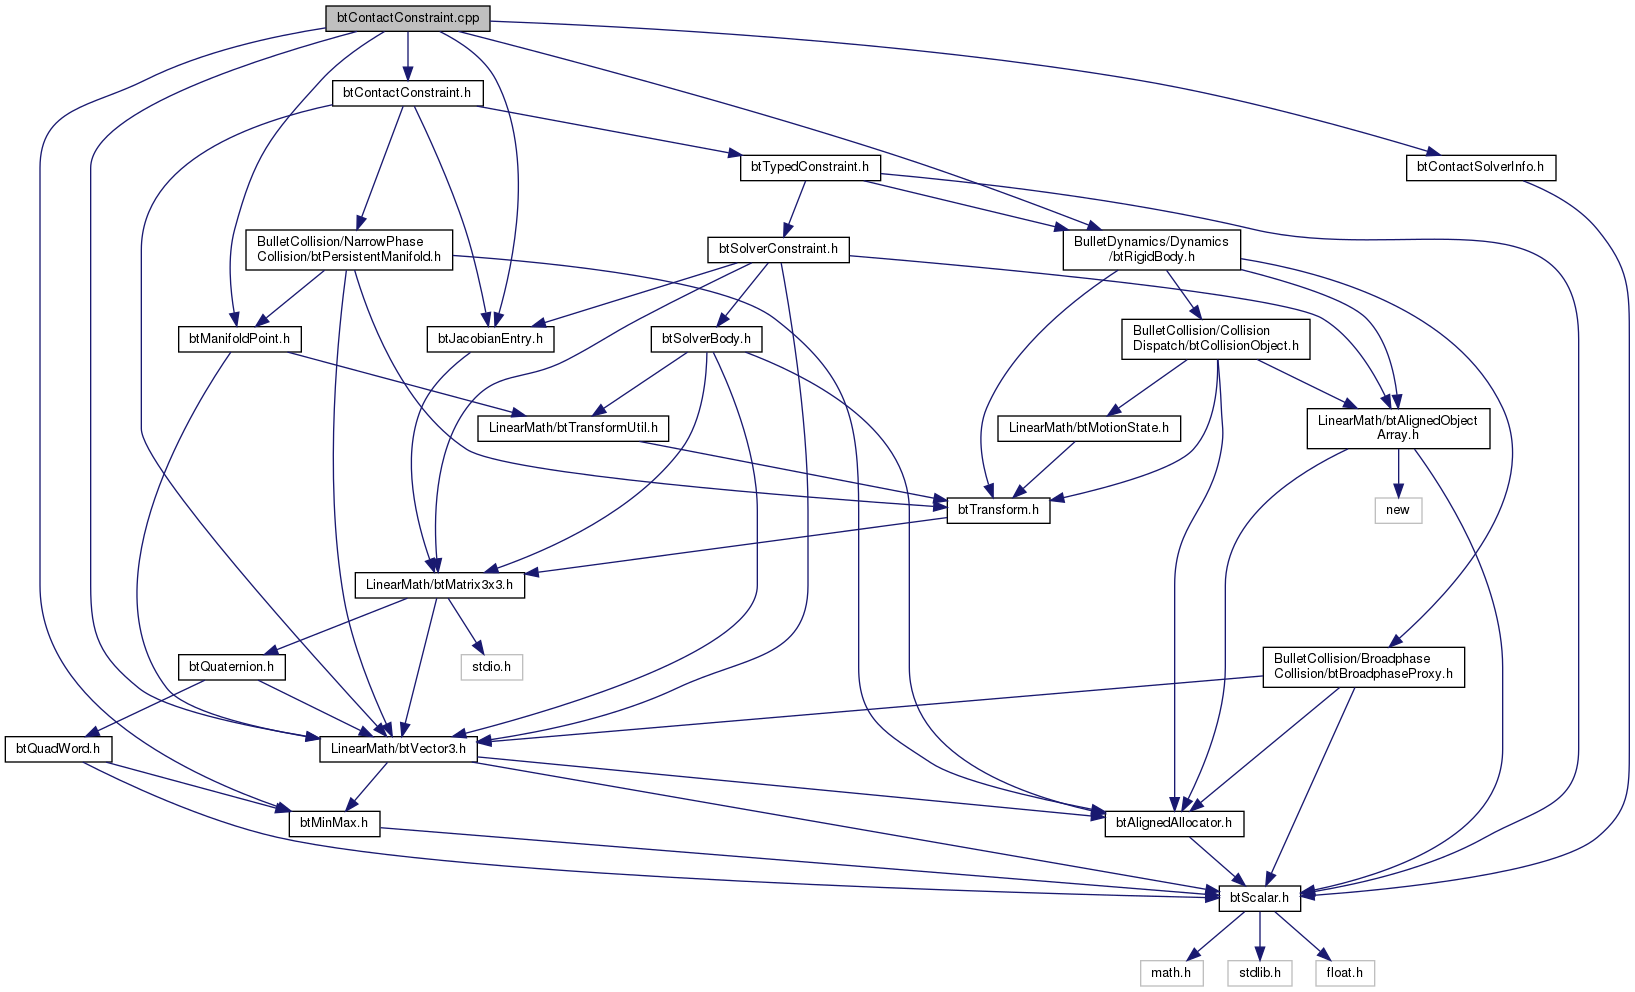 btContactConstraint.cpp
btContactConstraint.h
btTypedConstraint.h
btContactSolverInfo.h
BulletCollision/NarrowPhase
Collision/btPersistentManifold.h
btSolverConstraint.h
BulletDynamics/Dynamics
/btRigidBody.h
btManifoldPoint.h
btJacobianEntry.h
btSolverBody.h
BulletCollision/Collision
Dispatch/btCollisionObject.h
LinearMath/btTransformUtil.h
LinearMath/btMotionState.h
LinearMath/btAlignedObject
Array.h
btTransform.h
new
LinearMath/btMatrix3x3.h
btQuaternion.h
stdio.h
BulletCollision/Broadphase
Collision/btBroadphaseProxy.h
btQuadWord.h
LinearMath/btVector3.h
btMinMax.h
btAlignedAllocator.h
btScalar.h
math.h
stdlib.h
float.h